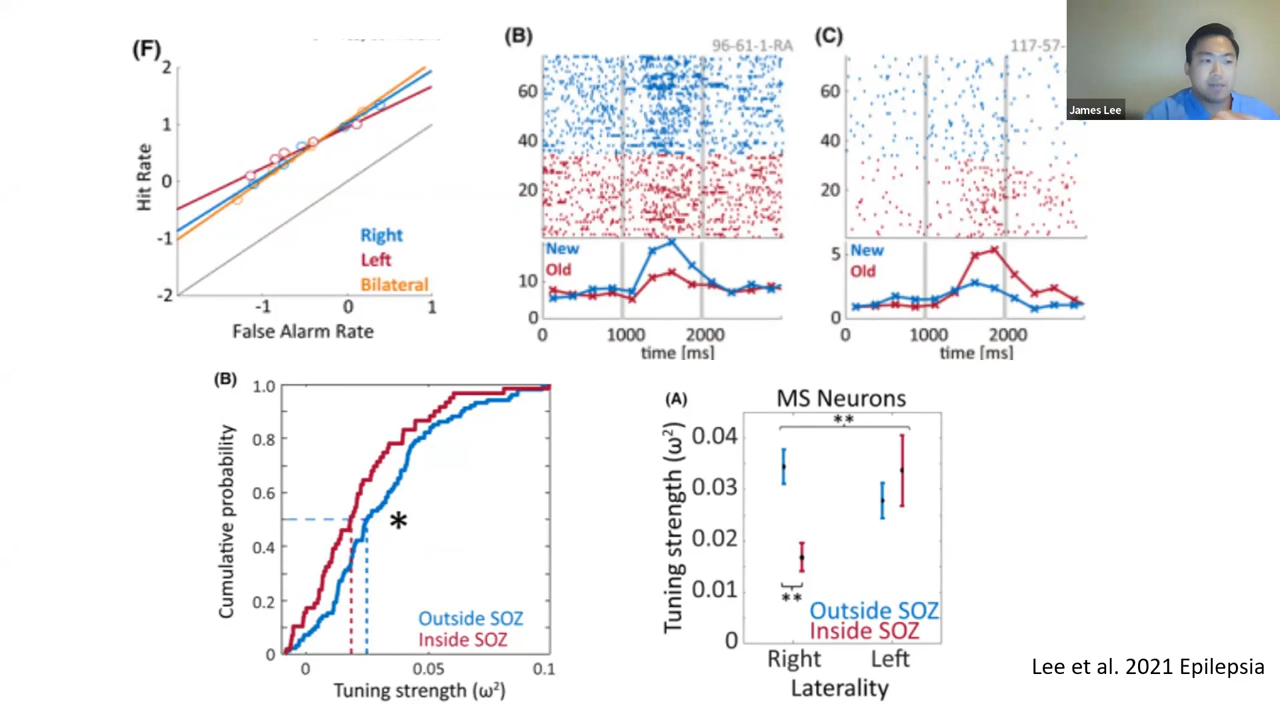 (F)
2
1
0
-1
-2
Hit Rate
Right
Left
Bilateral
-1
0
1
False Alarm Rate
(B)
96-61-1-RA
60
40
20
New
Old
10
0
0
1000
2000
time [ms]
(C)
117-57-
60
40
20
New
Old
5
0
0
1000
2000
time [ms]
James Lee
(B)
1.0
0.8
0.6
0.4
0.2
0
Cumulative probability
*
Outside SOZ
Inside SOZ
0
0.05
0.1
Tuning strength (ω²)
(A)
MS Neurons
**
0.04
0.03
0.02
0.01
0
Tuning strength (ω²)
**
Outside SOZ
Inside SOZ
Right
Left
Laterality
Lee et al. 2021 Epilepsia